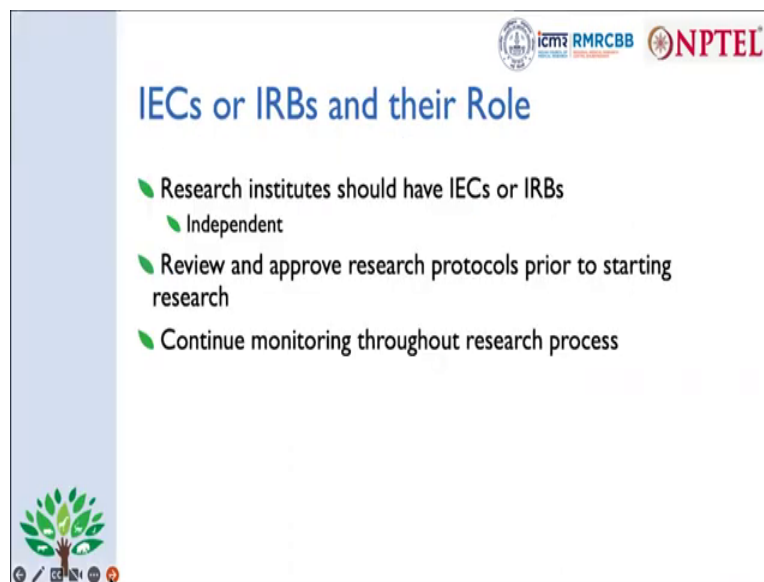 icmr RMRCBB NPTEL
IECs or IRBs and their Role
Research institutes should have IECs or IRBs
Independent
Review and approve research protocols prior to starting
research
Continue monitoring throughout research process